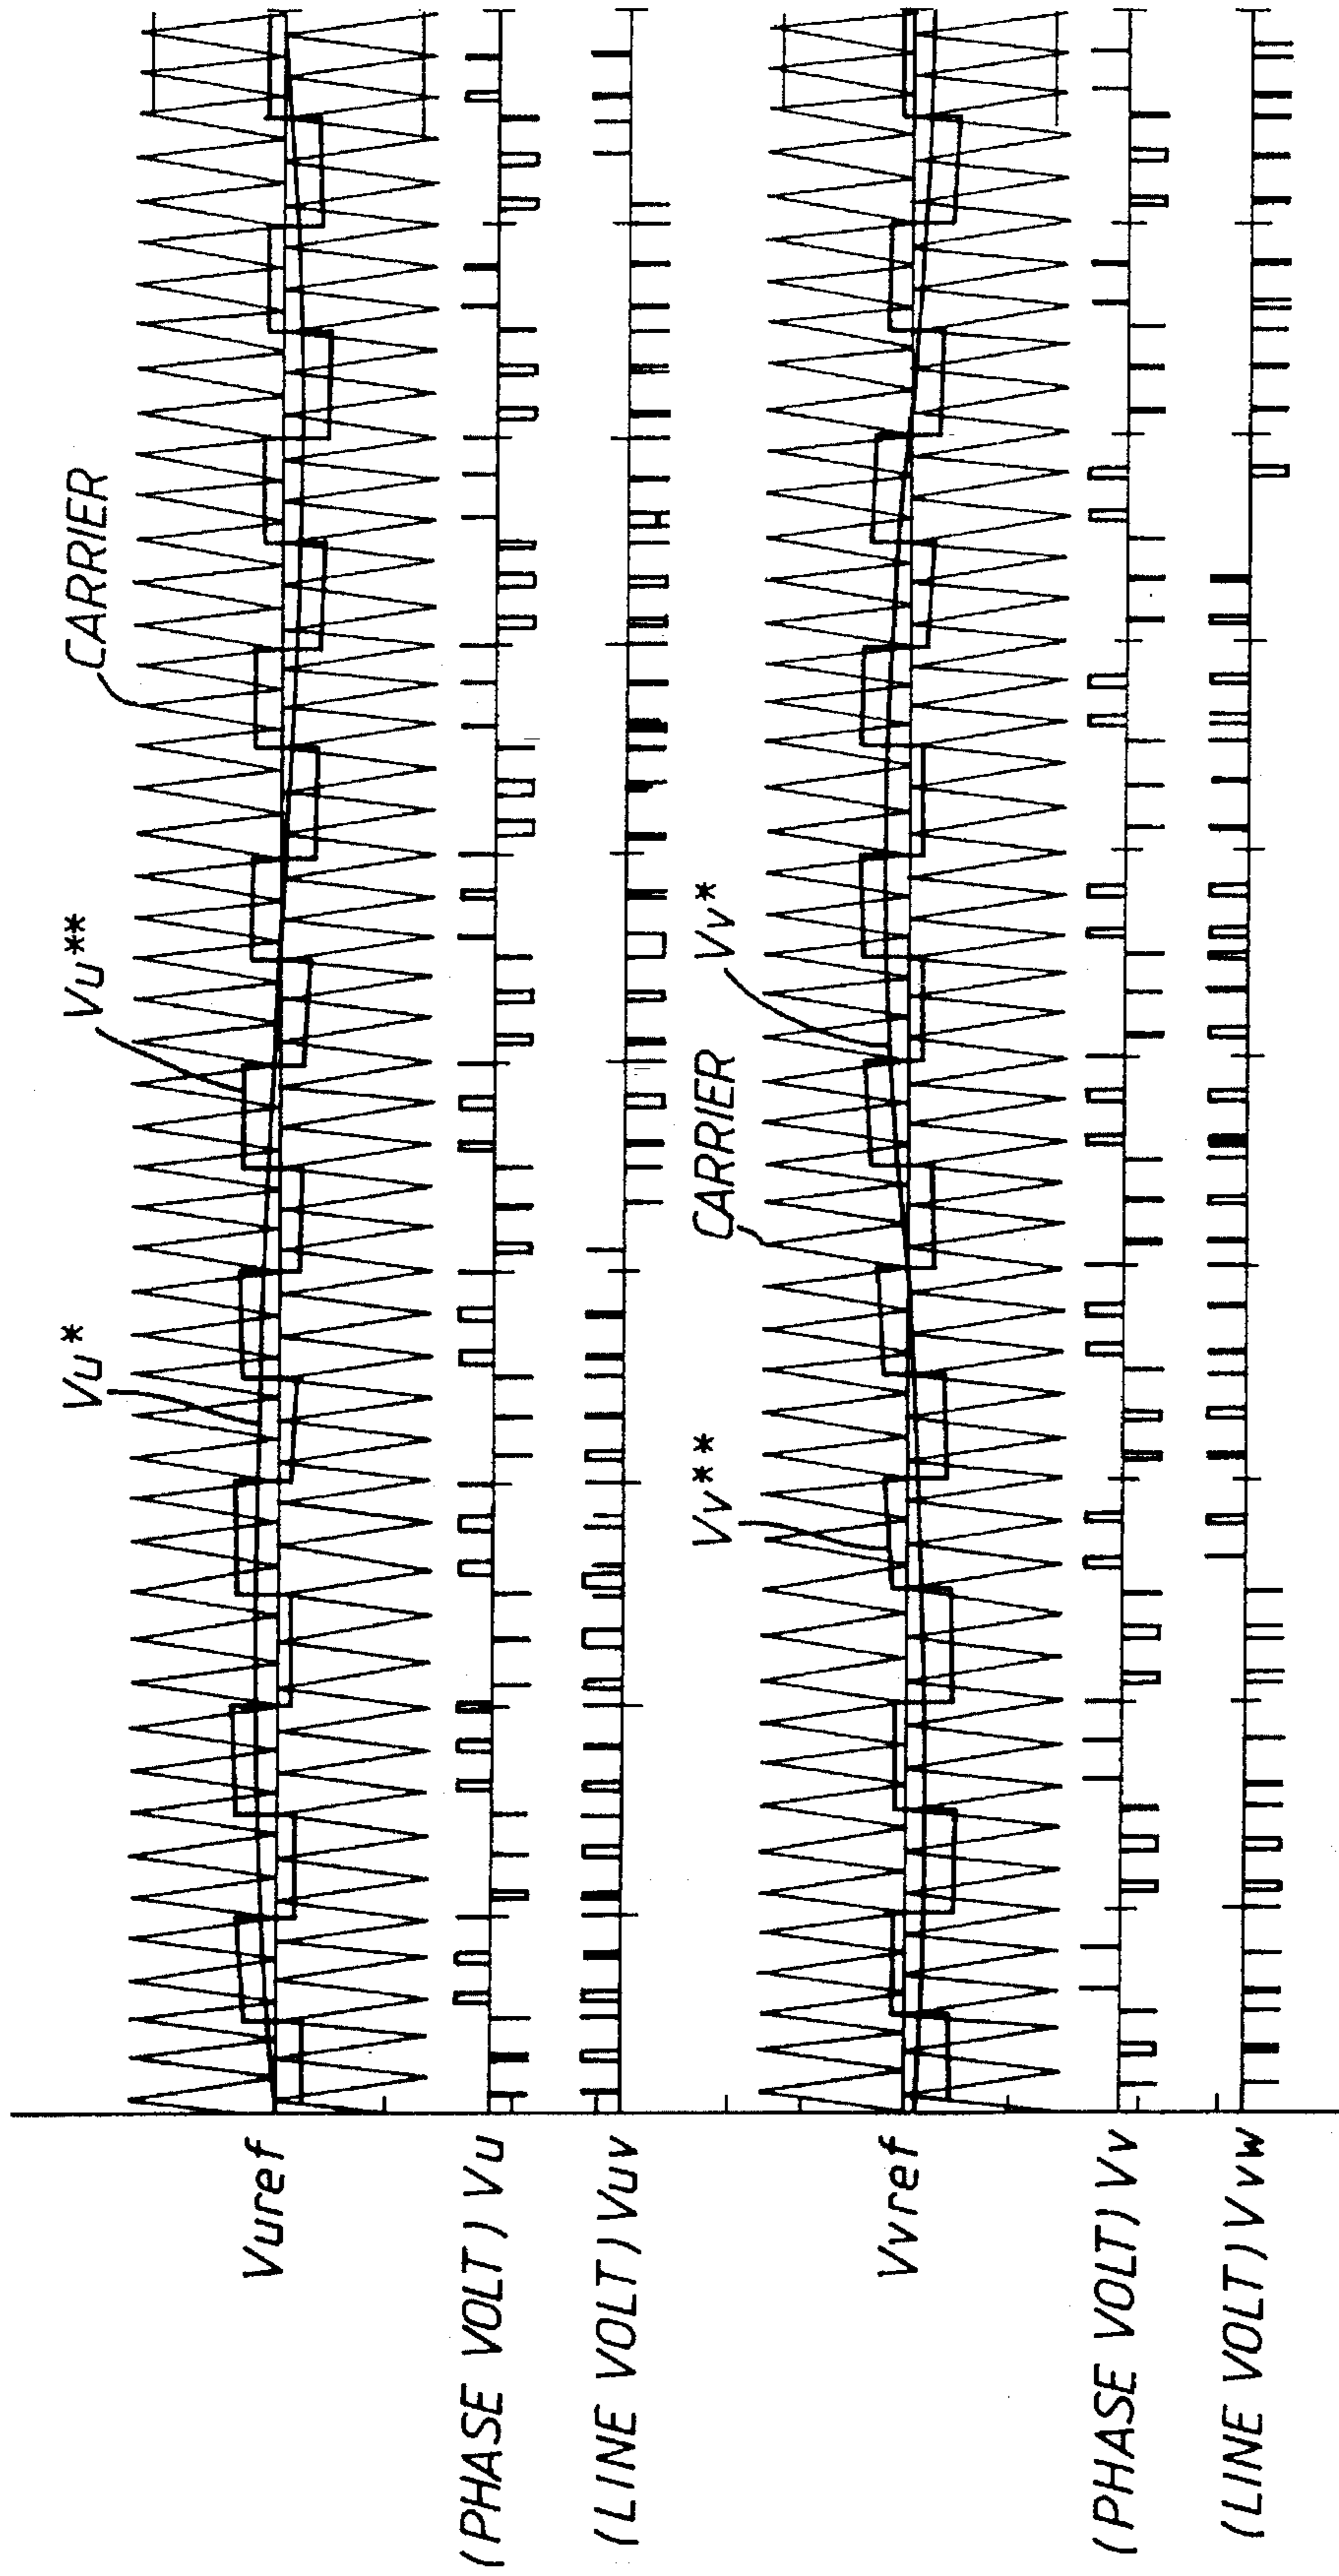 Vu*
Vu**
CARRIER
Vuref
(PHASE VOLT) Vu
(LINE VOLT) Vuv
Vv**
CARRIER
Vv*
Vvref
(PHASE VOLT) Vv
(LINE VOLT) Vvw